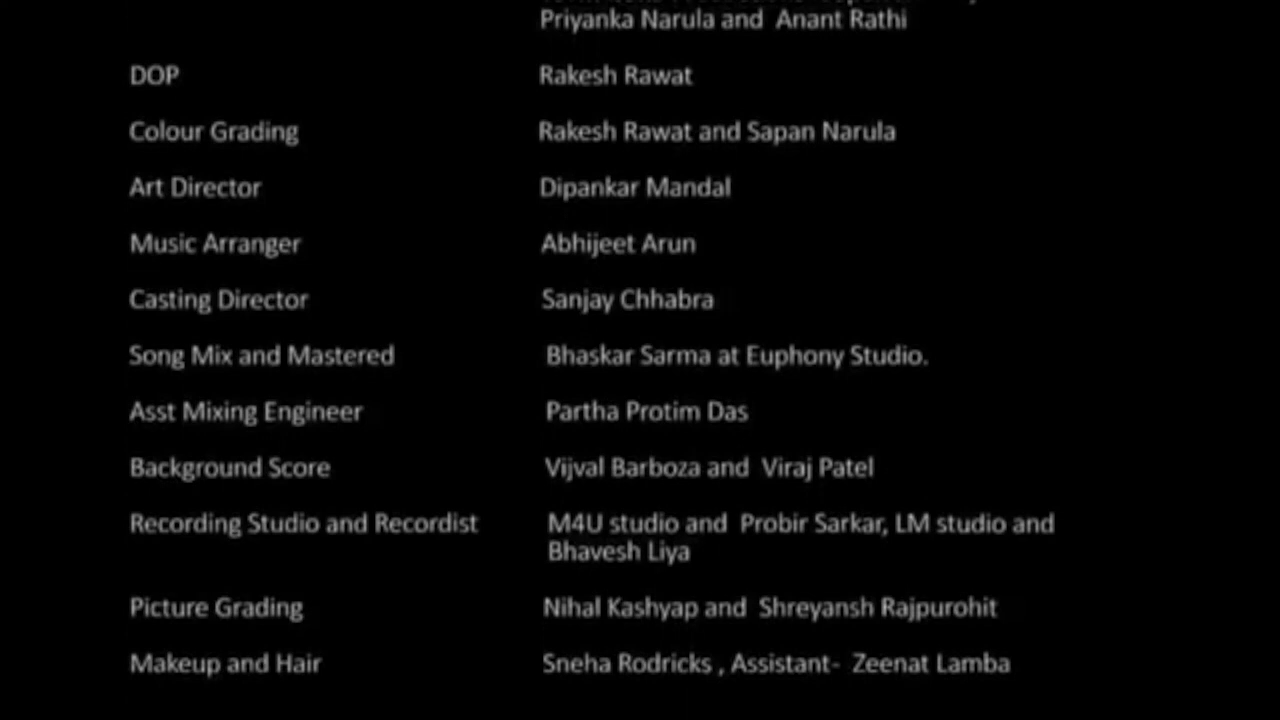 Priyanka Narula and Anant Rathi
DOP Rakesh Rawat
Colour Grading Rakesh Rawat and Sapan Narula
Art Director Dipankar Mandal
Music Arranger Abhijeet Arun
Casting Director Sanjay Chhabra
Song Mix and Mastered Bhaskar Sarma at Euphony Studio.
Asst Mixing Engineer Partha Protim Das
Background Score Vijval Barboza and Viraj Patel
Recording Studio and Recordist M4U studio and Probir Sarkar, LM studio and
Bhavesh Liya
Picture Grading Nihal Kashyap and Shreyansh Rajpurohit
Makeup and Hair Sneha Rodricks , Assistant- Zeenat Lamba